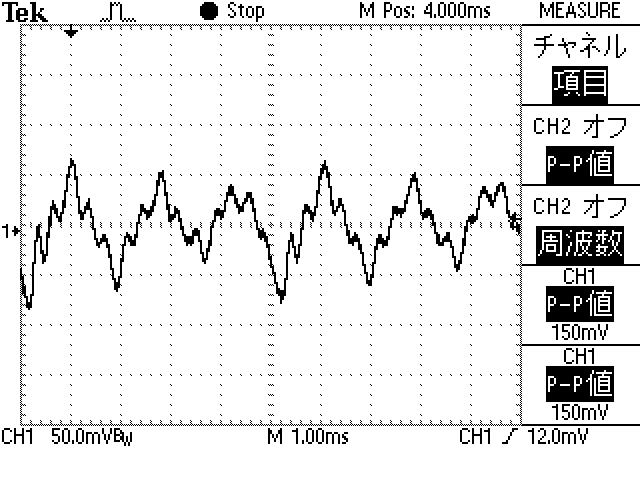 Tek Stop M Pos: 4.000ms MEASURE
チャネル
項目
CH2 オフ
P-P値
CH2 オフ
周波数
1
CH1
P-P値
150mV
CH1
P-P値
150mV
CH1 50.0mVBw M 1.00ms CH1 12.0mV